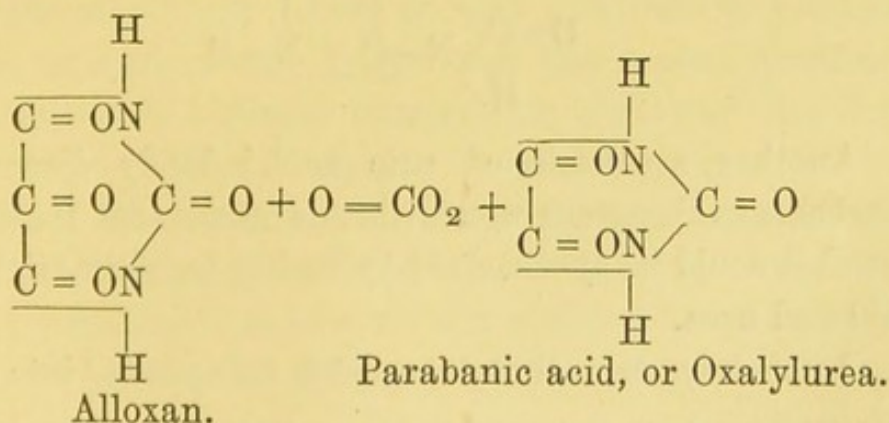 H
H
C = ON
C = ON
C = O C = O + O = CO₂ + C = O
C = ON
C = ON
H
H
Parabanic acid, or Oxalylurea.
Alloxan.